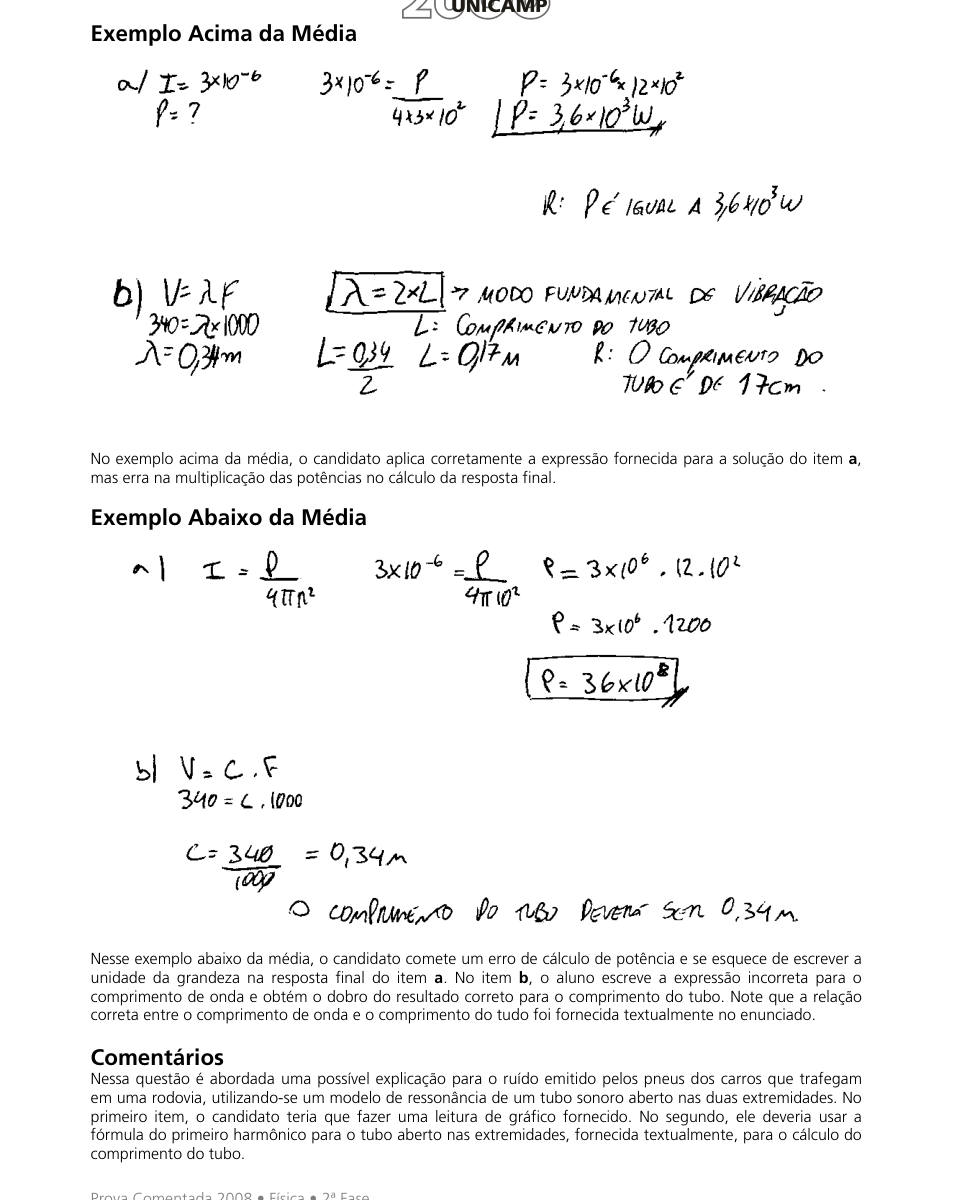 2008
UNICAMP
Exemplo Acima da Média
a) I = 3×10⁻⁶ 3×10⁻⁶ = P / 4×3×10² P = 3×10⁻⁶ × 12×10²
P = ? P = 3,6×10³ W
R: P É IGUAL A 3,6×10³ W
b) V = λF λ = 2×L → MODO FUNDAMENTAL DE VIBRAÇÃO
340 = λ×1000 L: COMPRIMENTO DO TUBO
λ = 0,34m L = 0,34 / 2 L = 0,17 M R: O COMPRIMENTO DO
TUBO É DE 17cm.
No exemplo acima da média, o candidato aplica corretamente a expressão fornecida para a solução do item a,
mas erra na multiplicação das potências no cálculo da resposta final.
Exemplo Abaixo da Média
a) I = P / 4πr² 3×10⁻⁶ = P / 4π10² P = 3×10⁶ . 12.10²
P = 3×10⁶ . 1200
P = 36×10⁸
b) V = C.F
340 = C.1000
C = 340 / 1000 = 0,34 m
O COMPRIMENTO DO TUBO DEVERÁ SER 0,34 m.
Nesse exemplo abaixo da média, o candidato comete um erro de cálculo de potência e se esquece de escrever a
unidade da grandeza na resposta final do item a. No item b, o aluno escreve a expressão incorreta para o
comprimento de onda e obtém o dobro do resultado correto para o comprimento do tubo. Note que a relação
correta entre o comprimento de onda e o comprimento do tudo foi fornecida textualmente no enunciado.
Comentários
Nessa questão é abordada uma possível explicação para o ruído emitido pelos pneus dos carros que trafegam
em uma rodovia, utilizando-se um modelo de ressonância de um tubo sonoro aberto nas duas extremidades. No
primeiro item, o candidato teria que fazer uma leitura de gráfico fornecido. No segundo, ele deveria usar a
fórmula do primeiro harmônico para o tubo aberto nas extremidades, fornecida textualmente, para o cálculo do
comprimento do tubo.
Prova Comentada 2008 • Física • 2ª Fase